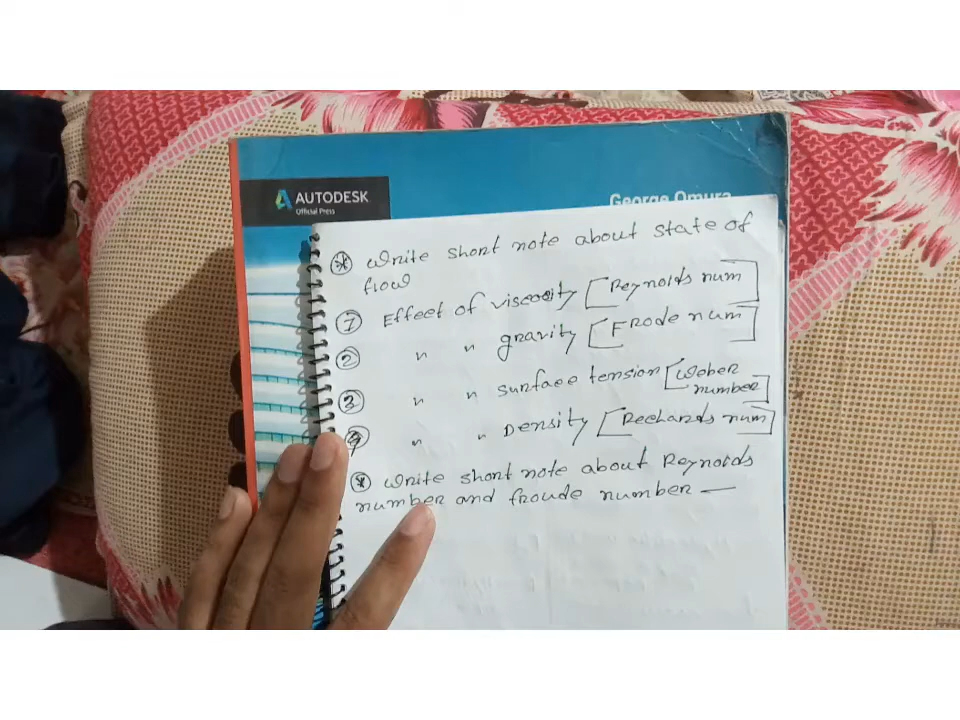 AUTODESK
Official Press
George Omura
* Write short note about state of
flow
1 Effect of viscosity [Reynolds num]
2 " " gravity [Frode num]
3 " " surface tension [Weber
number]
4 " " Density [Rechards num]
* Write short note about Reynolds
number and froude number —